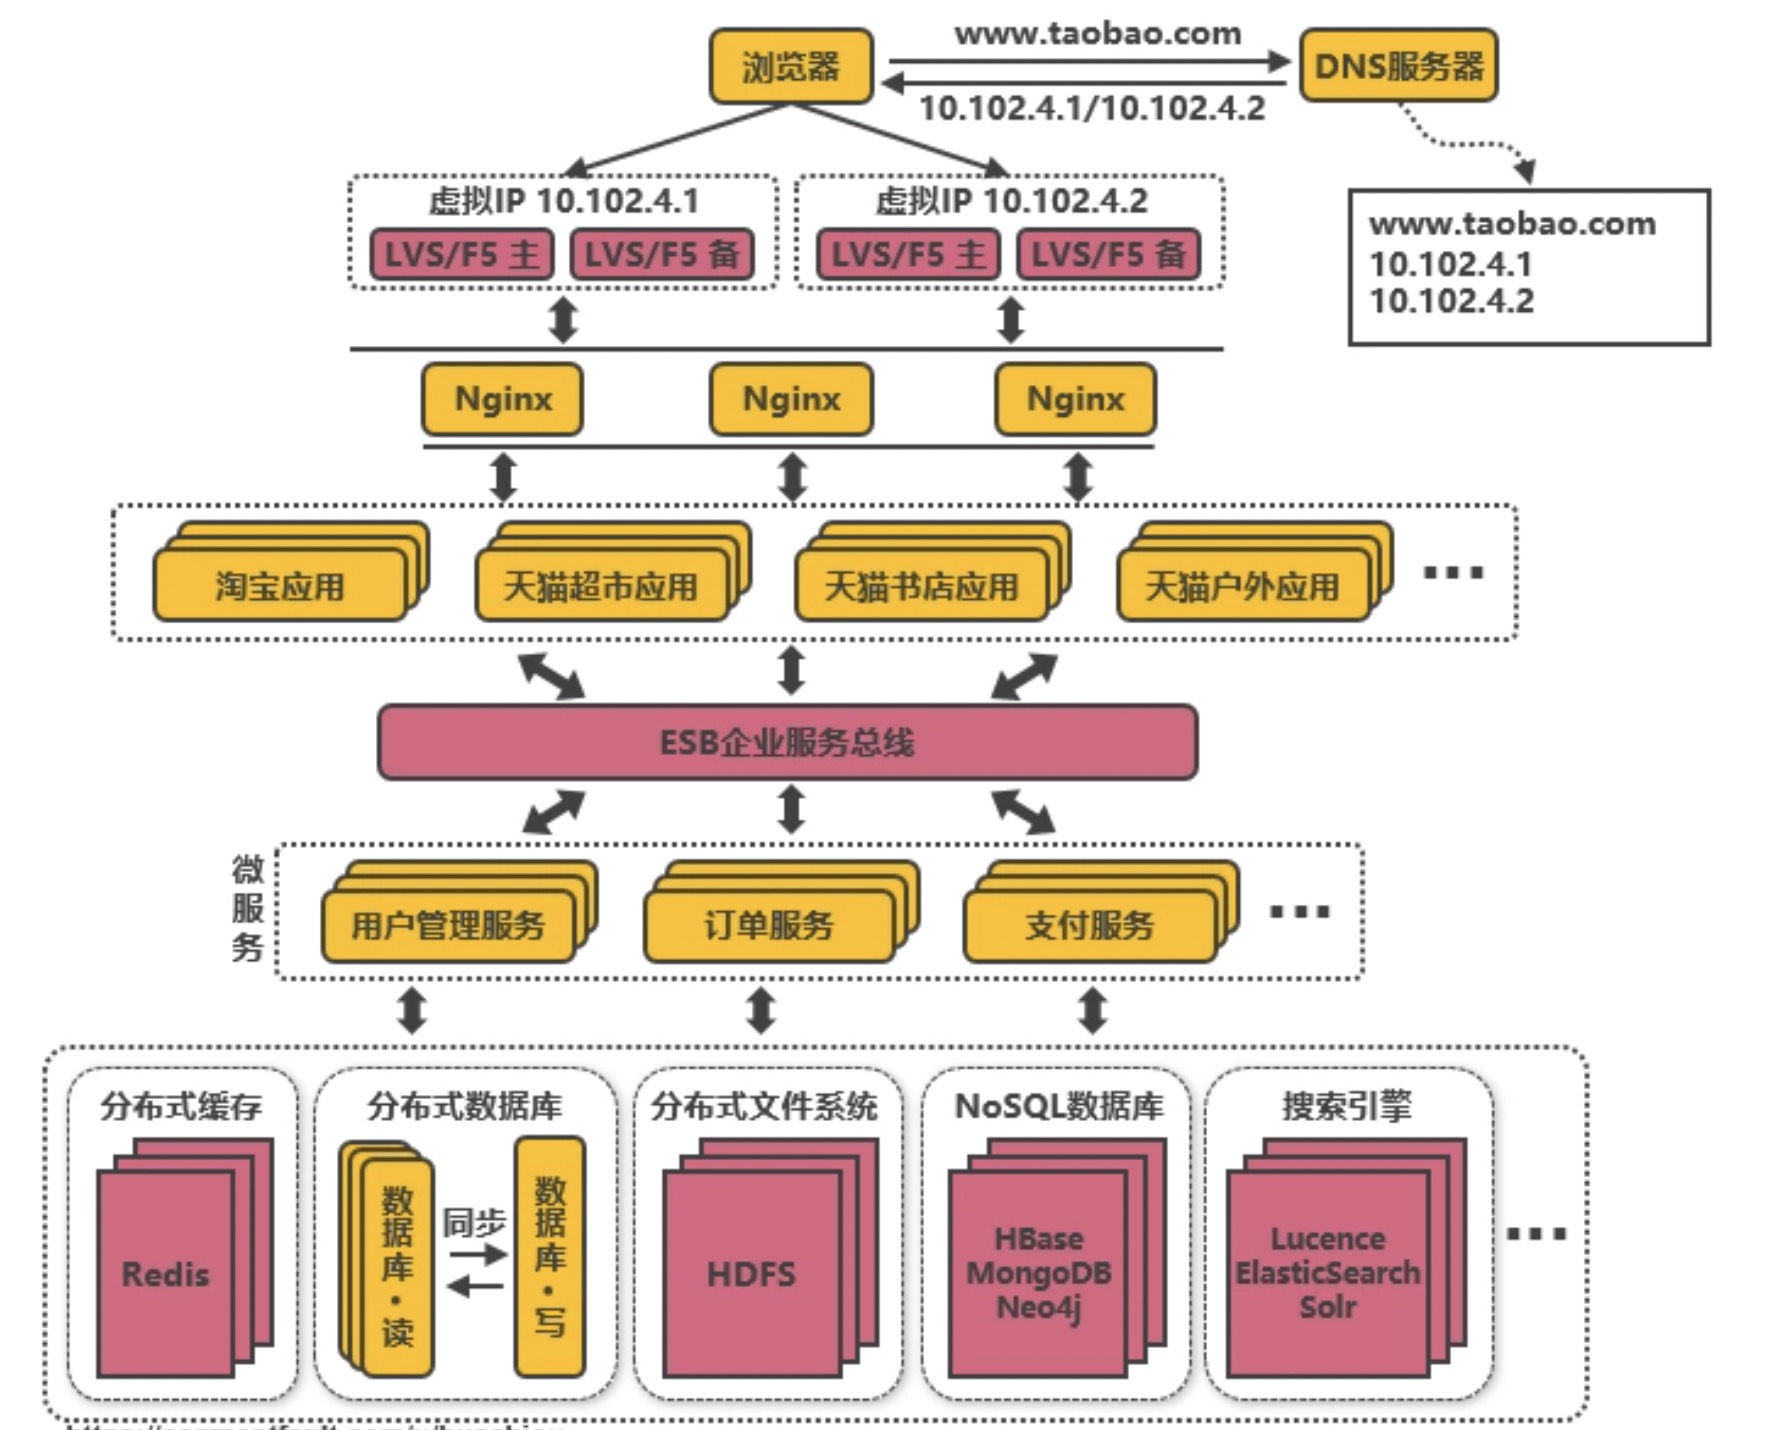 浏览器
www.taobao.com
10.102.4.1/10.102.4.2
DNS服务器
www.taobao.com
10.102.4.1
10.102.4.2
虚拟IP 10.102.4.1
LVS/F5 主
LVS/F5 备
虚拟IP 10.102.4.2
LVS/F5 主
LVS/F5 备
Nginx
Nginx
Nginx
淘宝应用
天猫超市应用
天猫书店应用
天猫户外应用
...
ESB企业服务总线
微服务
用户管理服务
订单服务
支付服务
...
分布式缓存
Redis
分布式数据库
数据库·读
同步
数据库·写
分布式文件系统
HDFS
NoSQL数据库
HBase
MongoDB
Neo4j
搜索引擎
Lucence
ElasticSearch
Solr
...